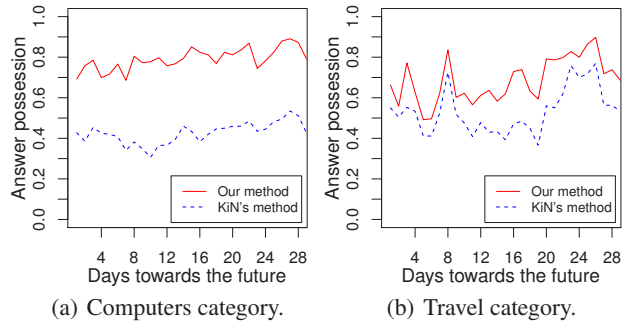 Answer possession
1.0
0.8
0.6
0.4
0.2
0.0
Our method
KiN's method
4 8 12 16 20 24 28
Days towards the future
(a) Computers category.
Answer possession
1.0
0.8
0.6
0.4
0.2
0.0
Our method
KiN's method
4 8 12 16 20 24 28
Days towards the future
(b) Travel category.